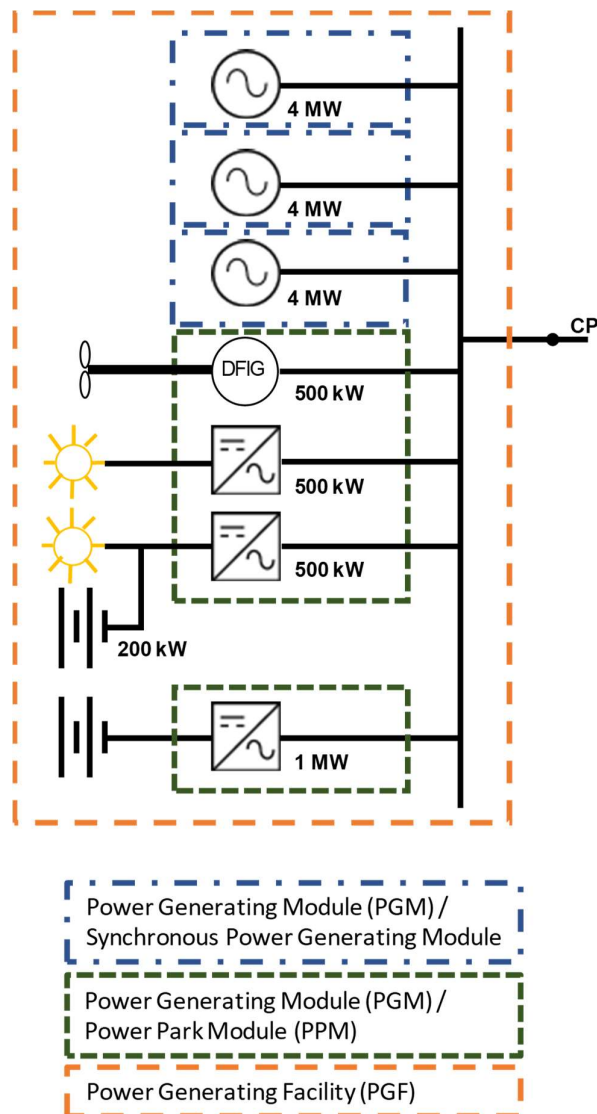 4 MW
4 MW
4 MW
CP
DFIG
500 kW
500 kW
500 kW
200 kW
1 MW
Power Generating Module (PGM) /
Synchronous Power Generating Module
Power Generating Module (PGM) /
Power Park Module (PPM)
Power Generating Facility (PGF)